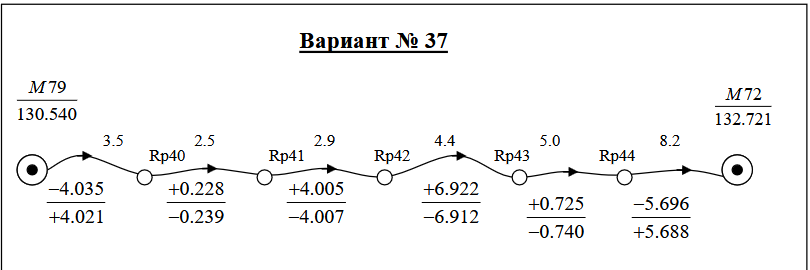 Вариант № 37
M79
130.540
M72
132.721
3.5 2.5 2.9 4.4 5.0 8.2
Rp40 Rp41 Rp42 Rp43 Rp44
−4.035 +0.228 +4.005 +6.922 +0.725 −5.696
+4.021 −0.239 −4.007 −6.912 −0.740 +5.688